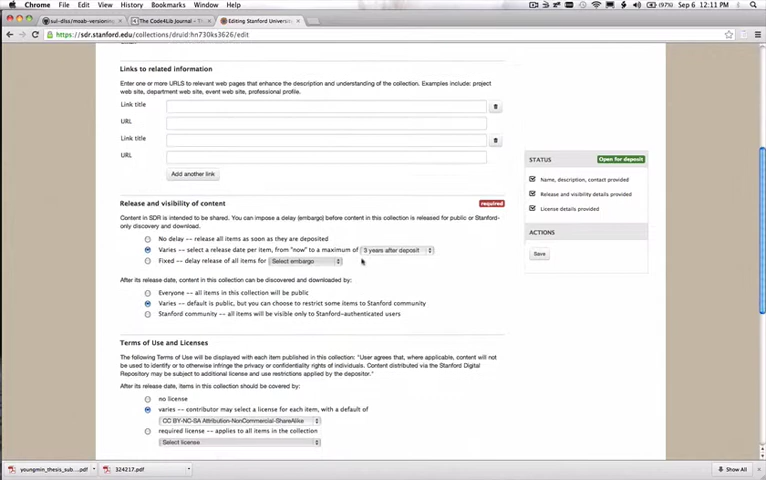 Chrome File Edit View History Bookmarks Window Help (97%) Sep 6 12:11 PM
sul-dlss/moab-versioning The Code4Lib Journal – Th Editing Stanford Universit
https://sdr.stanford.edu/collections/druid:hn730ks3626/edit
Links to related information
Enter one or more URLS to relevant web pages that enhance the description and understanding of the collection. Examples include: project
web site, department web site, event web site, professional profile.
Link title
URL
Link title
URL
Add another link
Release and visibility of content required
Content in SDR is intended to be shared. You can impose a delay (embargo) before content in this collection is released for public or Stanford-
only discovery and download.
No delay -- release all items as soon as they are deposited
Varies -- select a release date per item, from "now" to a maximum of 3 years after deposit
Fixed -- delay release of all items for Select embargo
After its release date, content in this collection can be discovered and downloaded by:
Everyone -- all items in this collection will be public
Varies -- default is public, but you can choose to restrict some items to Stanford community
Stanford community -- all items will be visible only to Stanford-authenticated users
Terms of Use and Licenses
The following Terms of Use will be displayed with each item published in this collection: "User agrees that, where applicable, content will not
be used to identify or to otherwise infringe the privacy or confidentiality rights of individuals. Content distributed via the Stanford Digital
Repository may be subject to additional license and use restrictions applied by the depositor."
After its release date, items in this collection should be covered by:
no license
varies -- contributor may select a license for each item, with a default of
CC BY-NC-SA Attribution-NonCommercial-ShareAlike
required license -- applies to all items in the collection
Select license
STATUS Open for deposit
Name, description, contact provided
Release and visibility details provided
License details provided
ACTIONS
Save
youngmin_thesis_sub....pdf 324217.pdf Show All